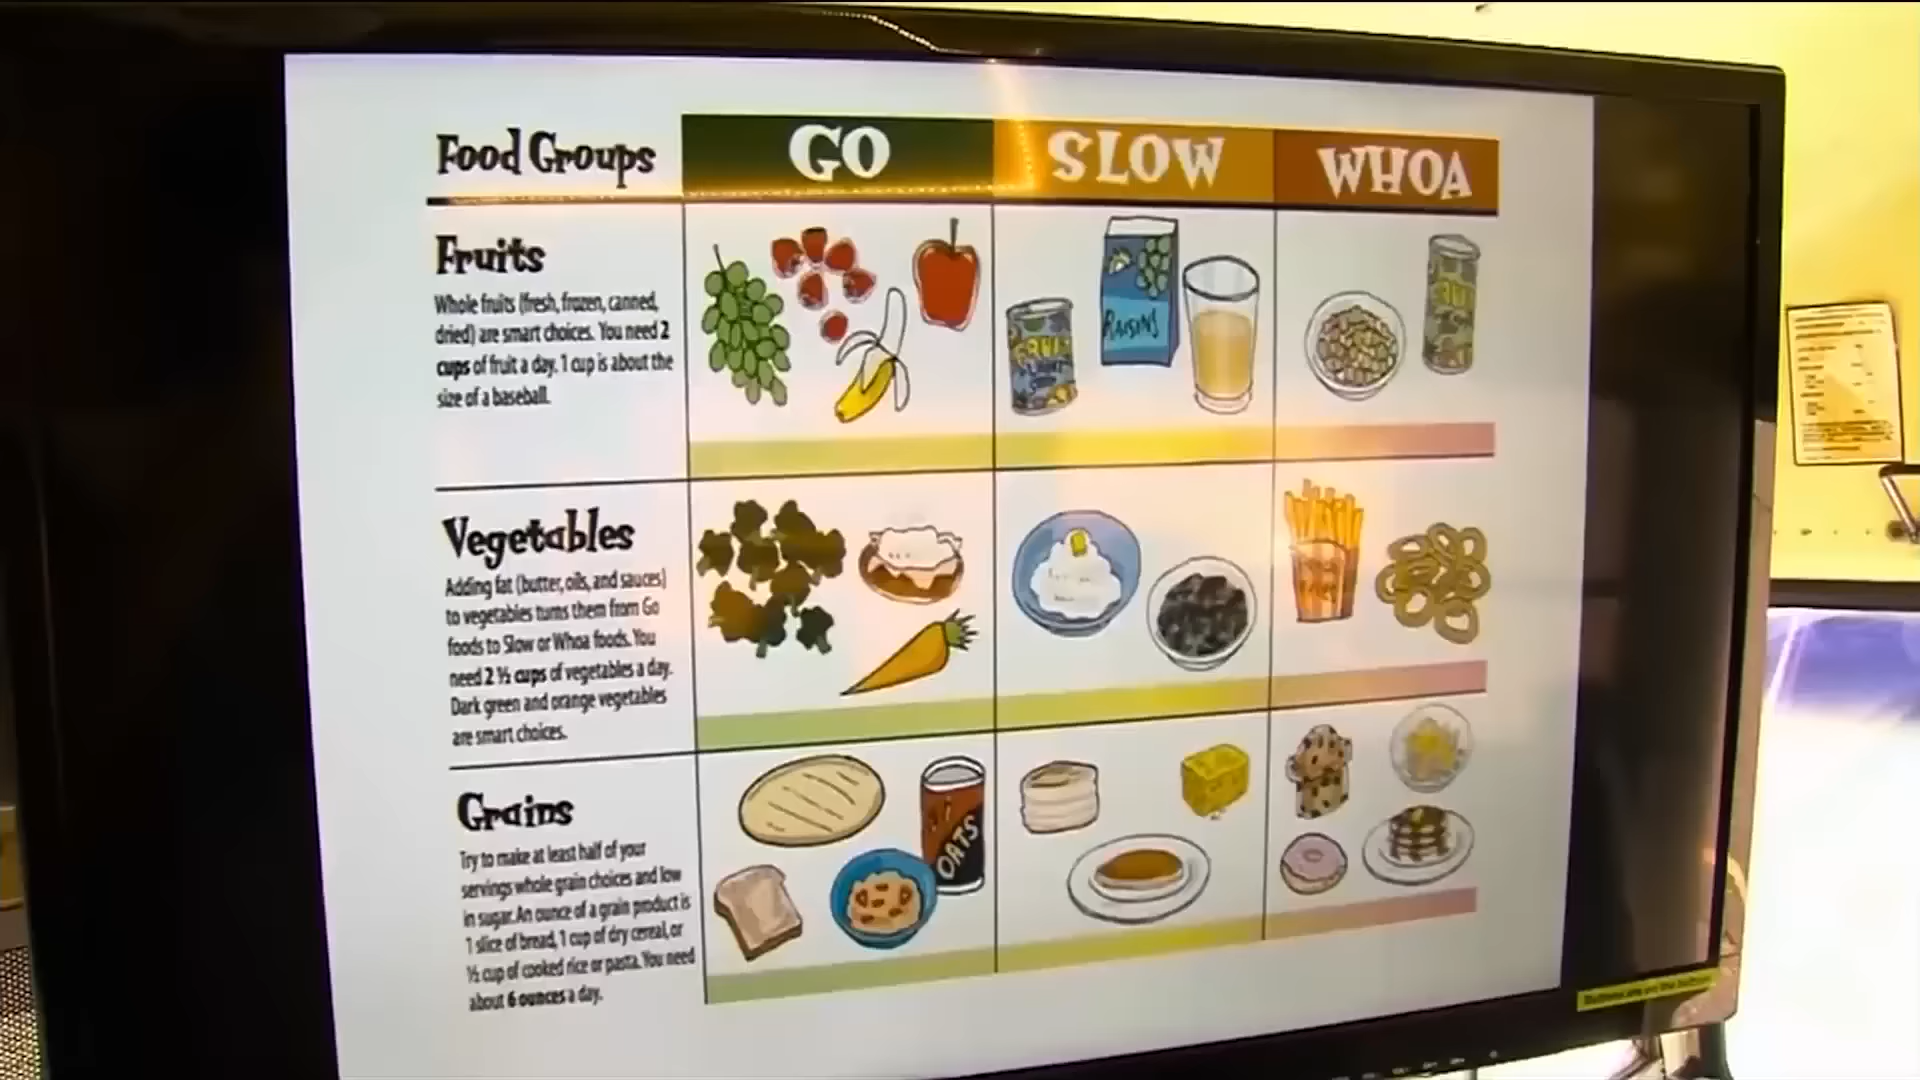 Food Groups
GO
SLOW
WHOA
Fruits
Whole fruits (fresh, frozen, canned,
dried) are smart choices. You need 2
cups of fruit a day. 1 cup is about the
size of a baseball.
RAISINS
Vegetables
Adding fat (butter, oils, and sauces)
to vegetables turns them from Go
foods to Slow or Whoa foods. You
need 2 ½ cups of vegetables a day.
Dark green and orange vegetables
are smart choices.
Grains
Try to make at least half of your
servings whole grain choices and low
in sugar. An ounce of a grain product is
1 slice of bread, 1 cup of dry cereal, or
½ cup of cooked rice or pasta. You need
about 6 ounces a day.
OATS